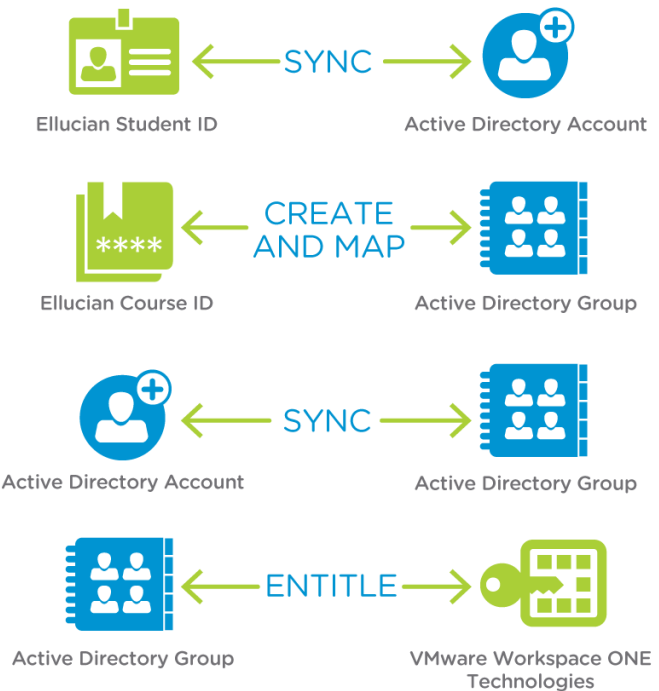 SYNC
Ellucian Student ID
Active Directory Account
CREATE
AND MAP
****
Ellucian Course ID
Active Directory Group
SYNC
Active Directory Account
Active Directory Group
ENTITLE
Active Directory Group
VMware Workspace ONE
Technologies